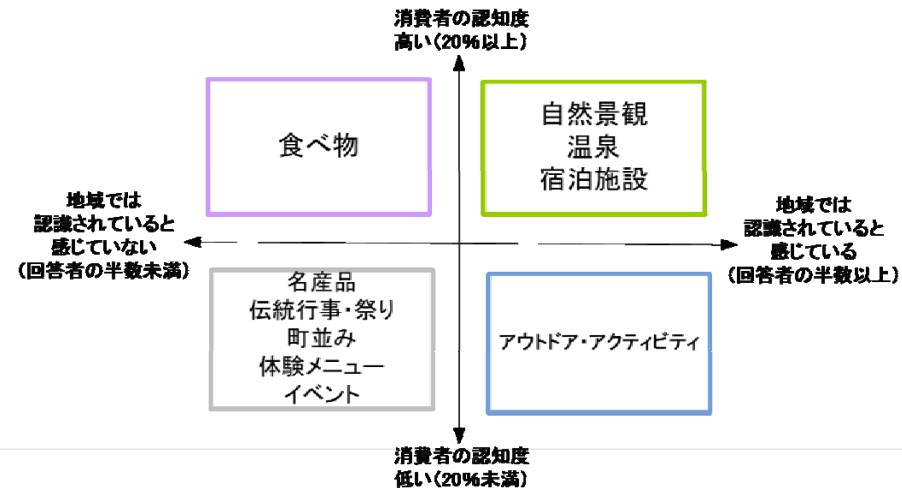 消費者の認知度
高い(20%以上)
食べ物
自然景観
温泉
宿泊施設
地域では
認識されていると
感じていない
(回答者の半数未満)
地域では
認識されていると
感じている
(回答者の半数以上)
名産品
伝統行事・祭り
町並み
体験メニュー
イベント
アウトドア・アクティビティ
消費者の認知度
低い(20%未満)